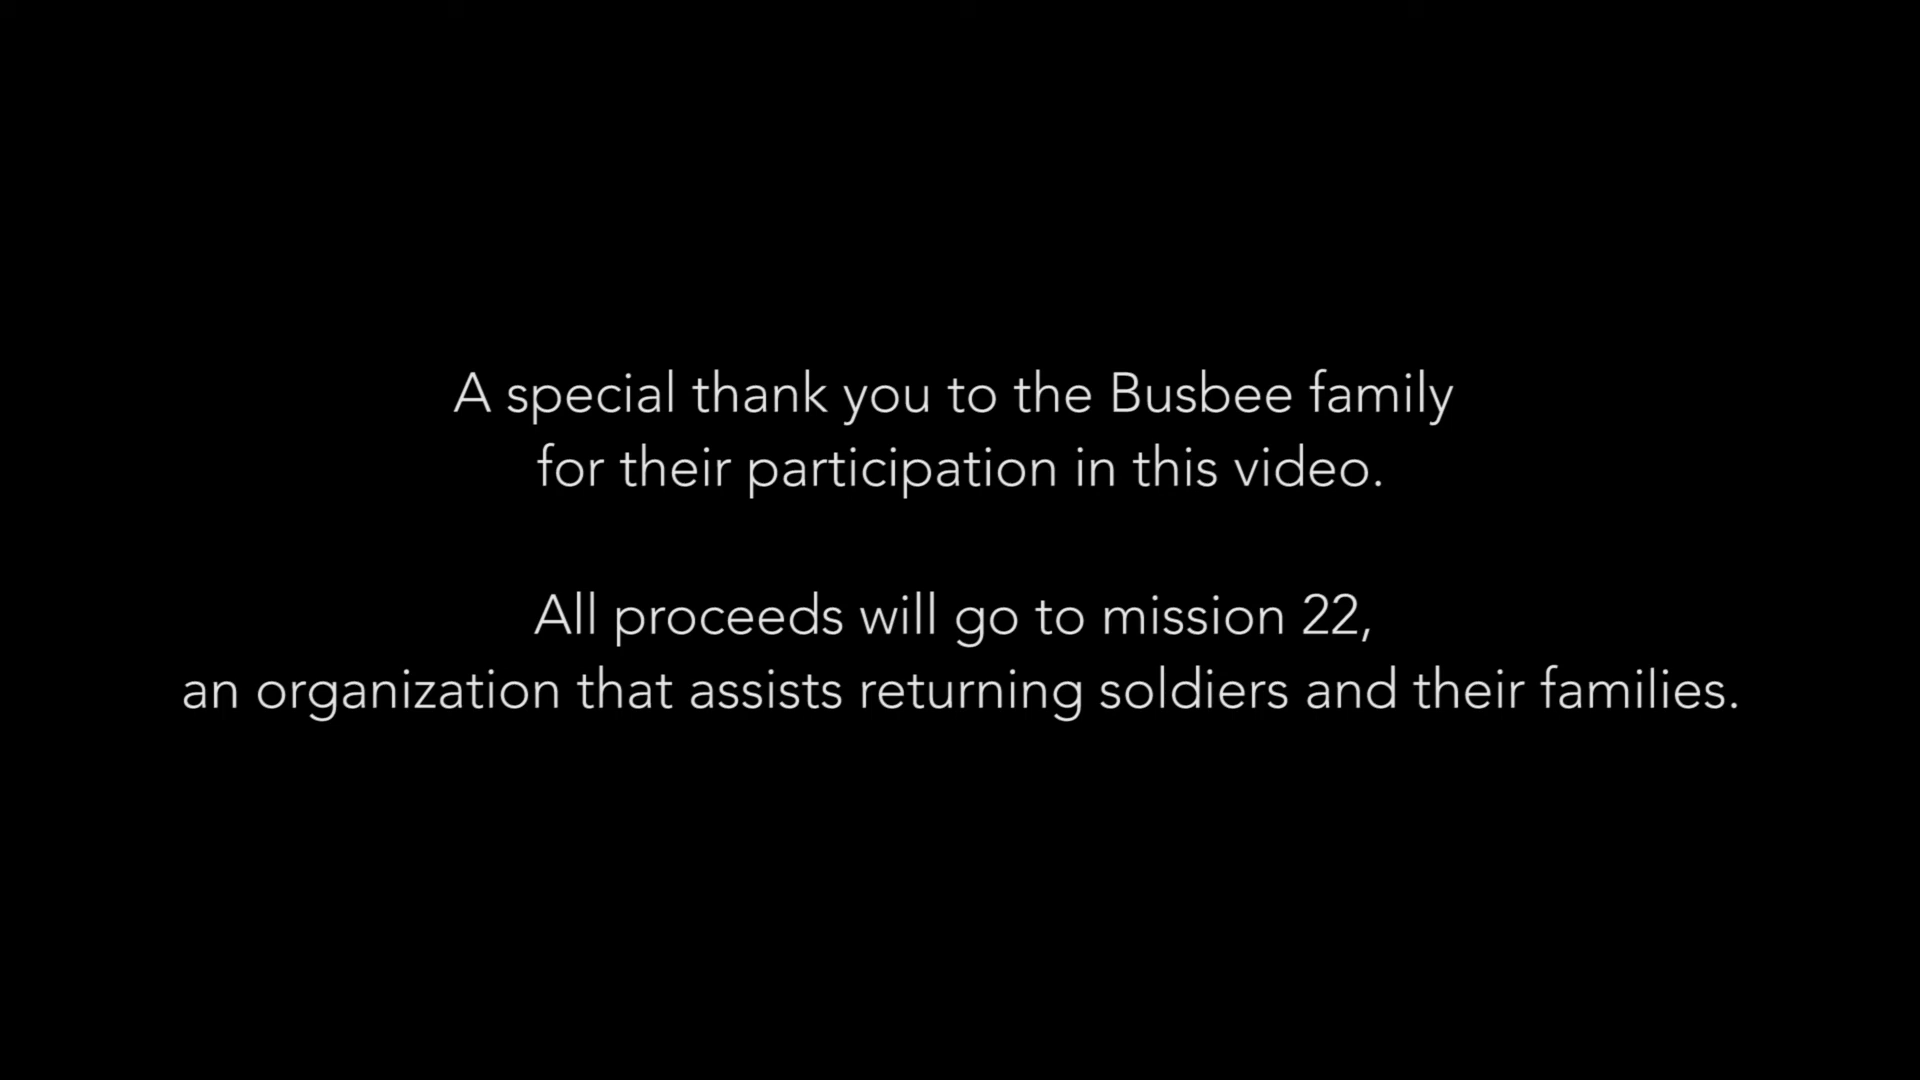 A special thank you to the Busbee family
for their participation in this video.
All proceeds will go to mission 22,
an organization that assists returning soldiers and their families.